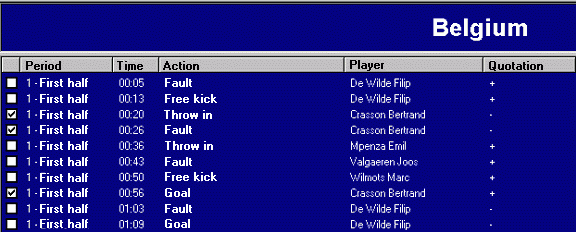 Belgium
Period Time Action Player Quotation
1 - First half 00:05 Fault De Wilde Filip +
1 - First half 00:13 Free kick De Wilde Filip +
1 - First half 00:20 Throw in Crasson Bertrand -
1 - First half 00:26 Fault Crasson Bertrand -
1 - First half 00:36 Throw in Mpenza Emil +
1 - First half 00:43 Fault Valgaeren Joos +
1 - First half 00:50 Free kick Wilmots Marc +
1 - First half 00:56 Goal Crasson Bertrand +
1 - First half 01:03 Fault De Wilde Filip -
1 - First half 01:09 Goal De Wilde Filip -